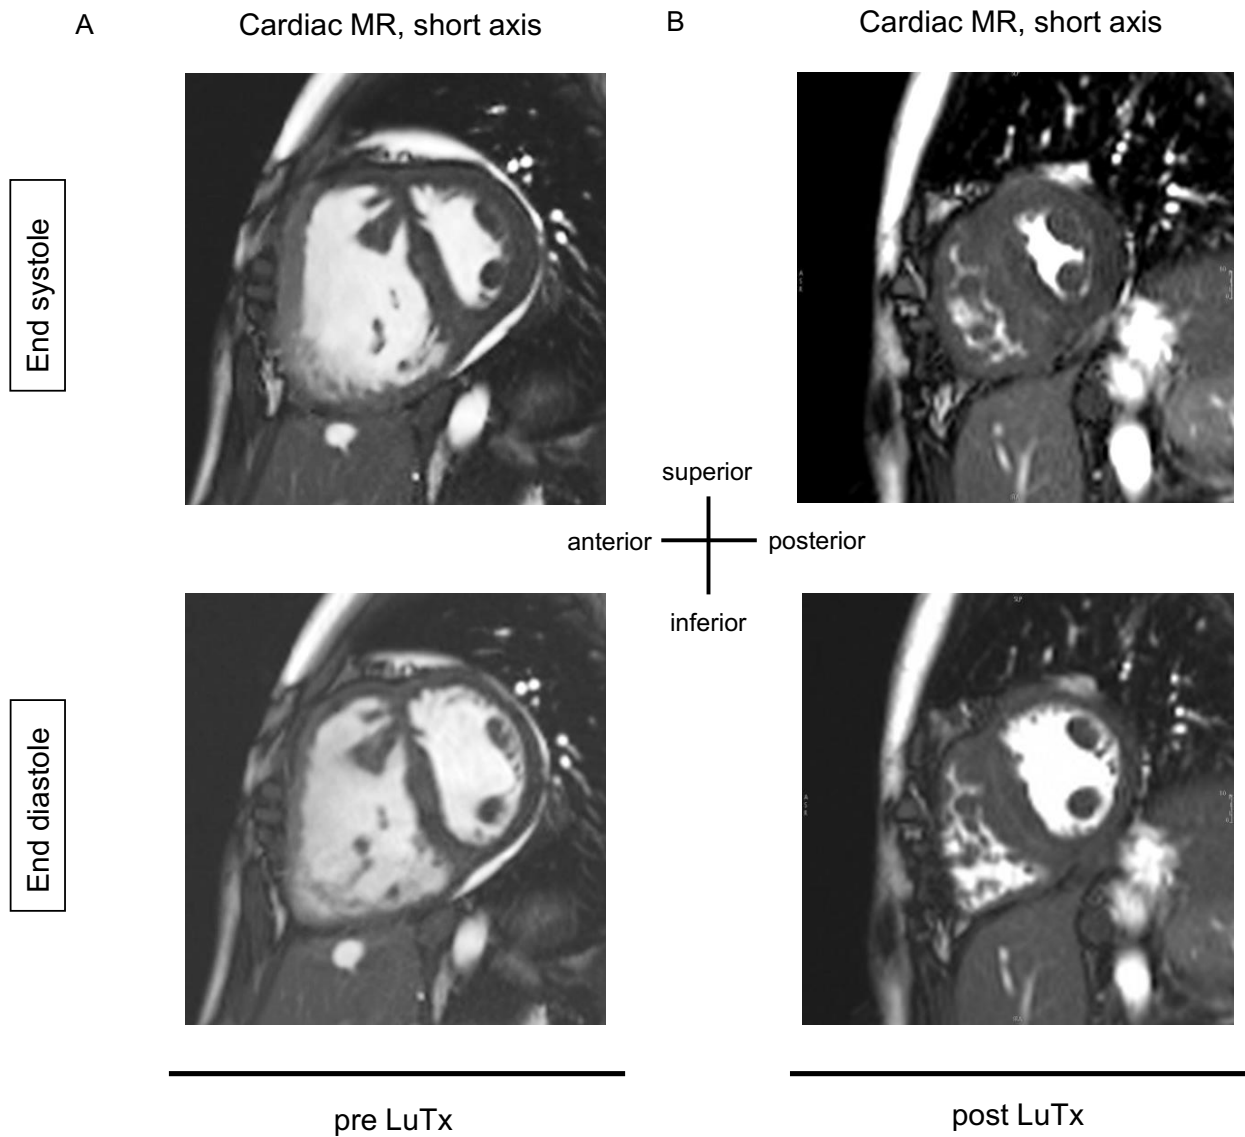 A
Cardiac MR, short axis
B
Cardiac MR, short axis
End systole
superior
anterior
posterior
inferior
End diastole
pre LuTx
post LuTx